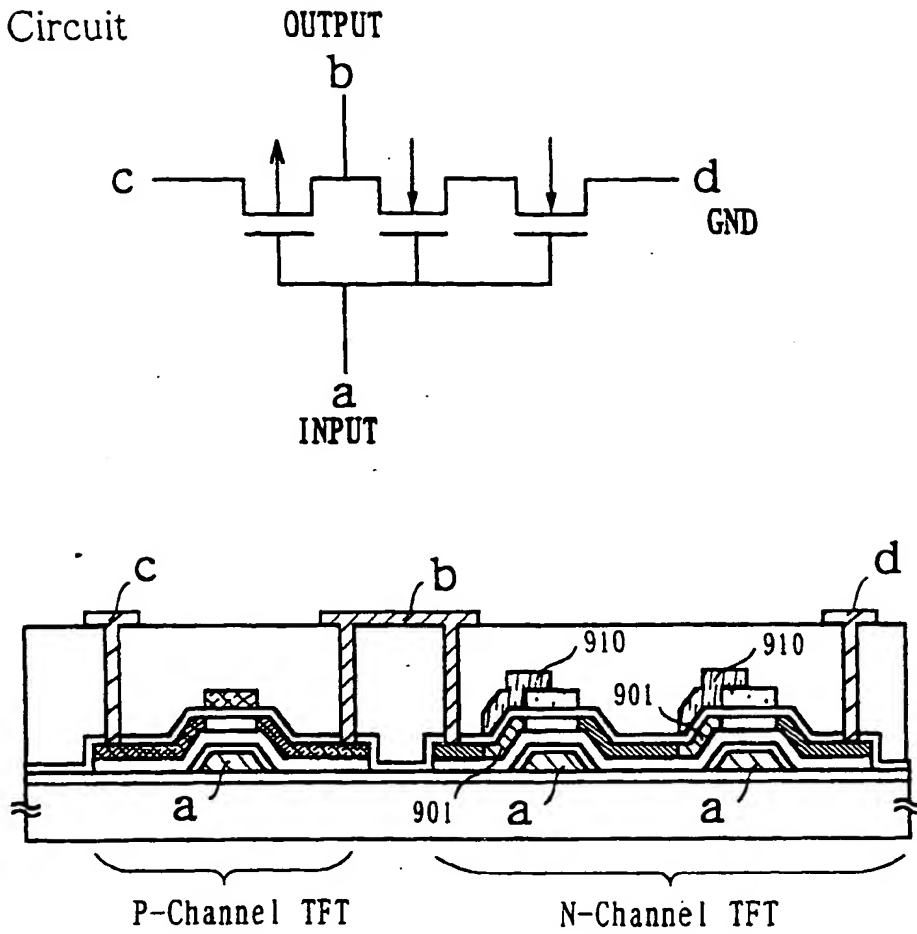 Circuit
OUTPUT
b
c
d
GND
a
INPUT
c
b
d
910
910
901
a
901
a
a
P-Channel TFT
N-Channel TFT